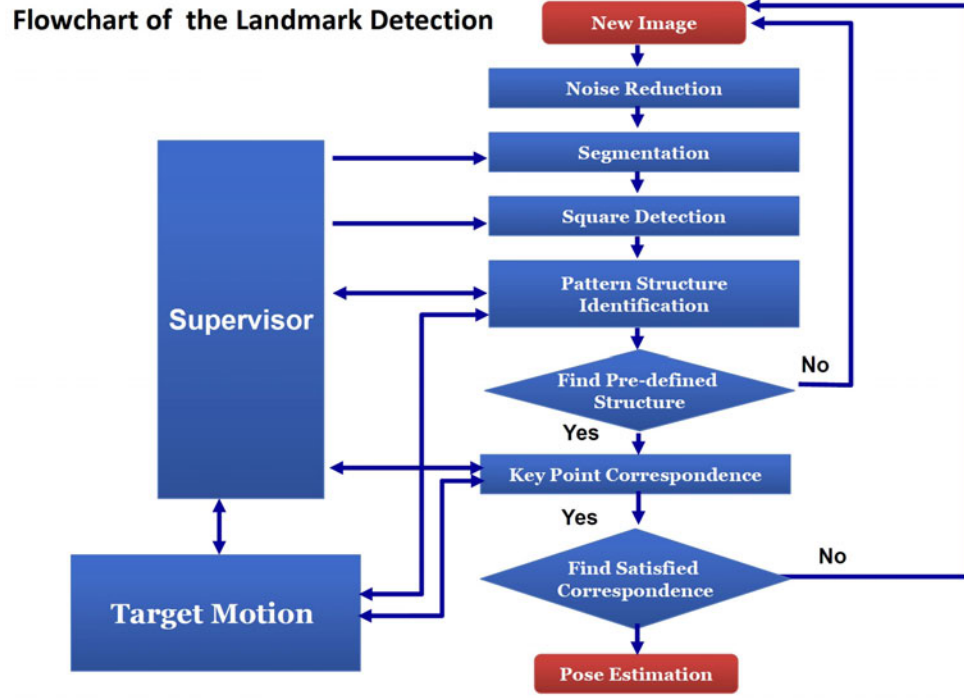 Flowchart of the Landmark Detection
New Image
Noise Reduction
Segmentation
Square Detection
Pattern Structure
Identification
Supervisor
No
Find Pre-defined
Structure
Yes
Key Point Correspondence
Yes
No
Find Satisfied
Correspondence
Target Motion
Pose Estimation